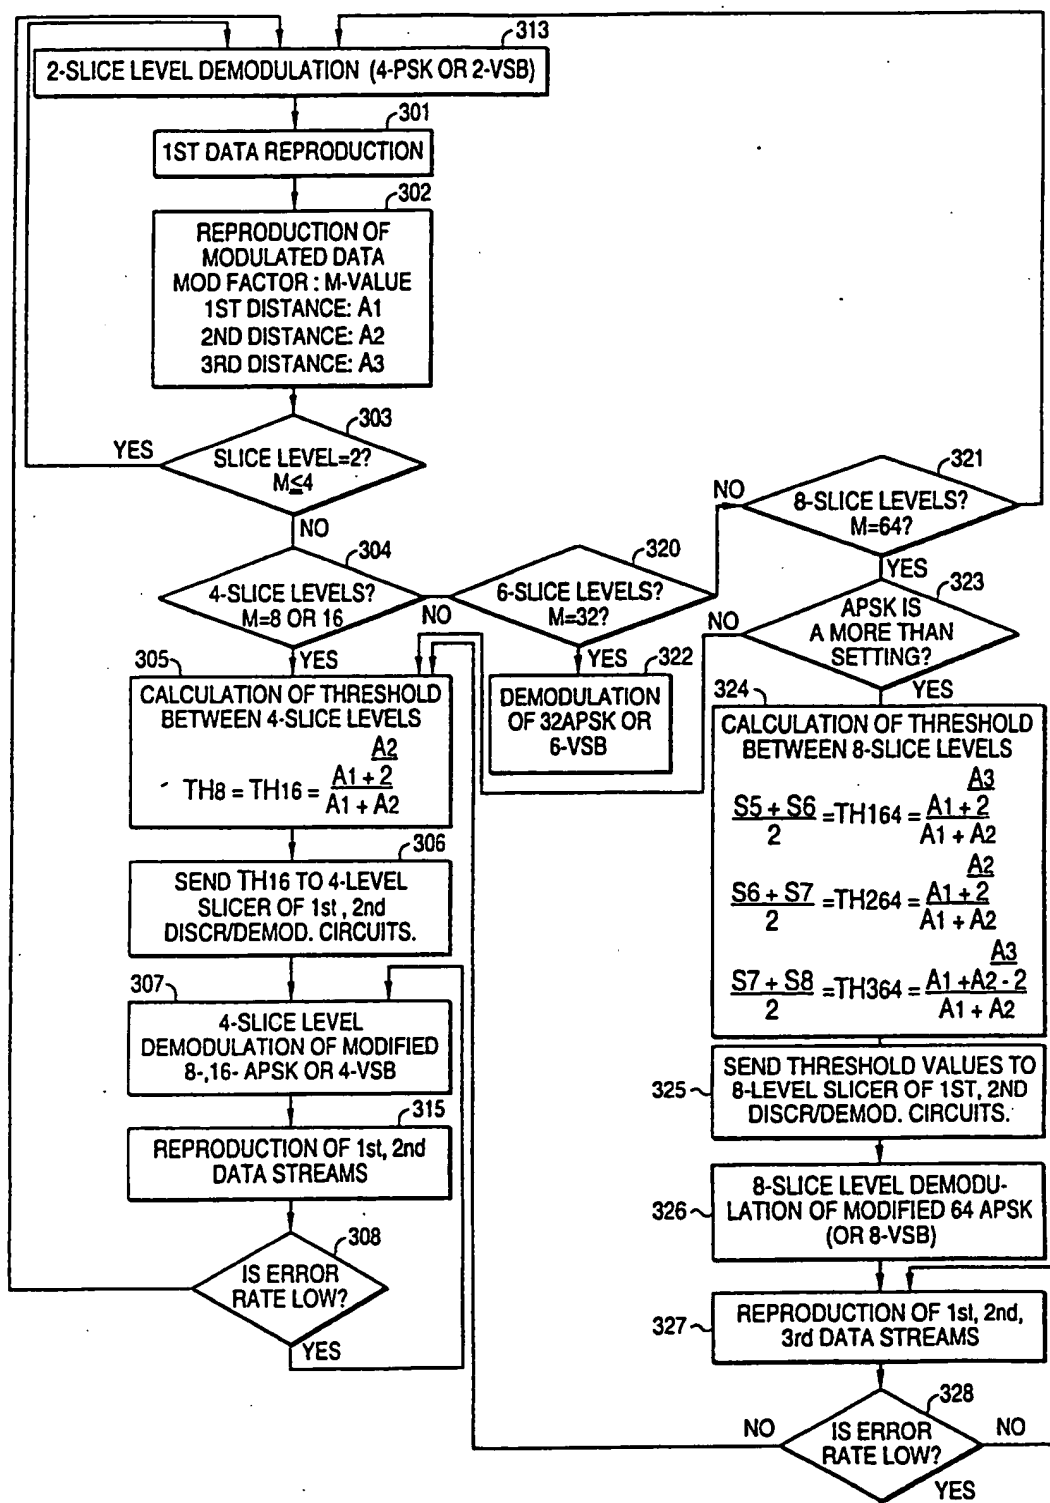 313
2-SLICE LEVEL DEMODULATION (4-PSK OR 2-VSB)
301
1ST DATA REPRODUCTION
302
REPRODUCTION OF
MODULATED DATA
MOD FACTOR : M-VALUE
1ST DISTANCE: A1
2ND DISTANCE: A2
3RD DISTANCE: A3
303
YES
SLICE LEVEL=2?
M≤4
NO
304
4-SLICE LEVELS?
M=8 OR 16
NO
YES
320
6-SLICE LEVELS?
M=32?
NO
YES
321
8-SLICE LEVELS?
M=64?
YES
323
NO
APSK IS
A MORE THAN
SETTING?
YES
322
DEMODULATION
OF 32APSK OR
6-VSB
305
CALCULATION OF THRESHOLD
BETWEEN 4-SLICE LEVELS
A2
TH8 = TH16 = A1 + 2
A1 + A2
306
SEND TH16 TO 4-LEVEL
SLICER OF 1st, 2nd
DISCR/DEMOD. CIRCUITS.
307
4-SLICE LEVEL
DEMODULATION OF MODIFIED
8-,16- APSK OR 4-VSB
315
REPRODUCTION OF 1st, 2nd
DATA STREAMS
308
IS ERROR
RATE LOW?
YES
324
CALCULATION OF THRESHOLD
BETWEEN 8-SLICE LEVELS
A3
S5 + S6 =TH164 = A1 + 2
2 A1 + A2
A2
S6 + S7 =TH264 = A1 + 2
2 A1 + A2
A3
S7 + S8 =TH364 = A1 +A2 - 2
2 A1 + A2
325
SEND THRESHOLD VALUES TO
8-LEVEL SLICER OF 1ST, 2ND
DISCR/DEMOD. CIRCUITS.
326
8-SLICE LEVEL DEMODU-
LATION OF MODIFIED 64 APSK
(OR 8-VSB)
327
REPRODUCTION OF 1st, 2nd,
3rd DATA STREAMS
328
NO
IS ERROR
RATE LOW?
NO
YES